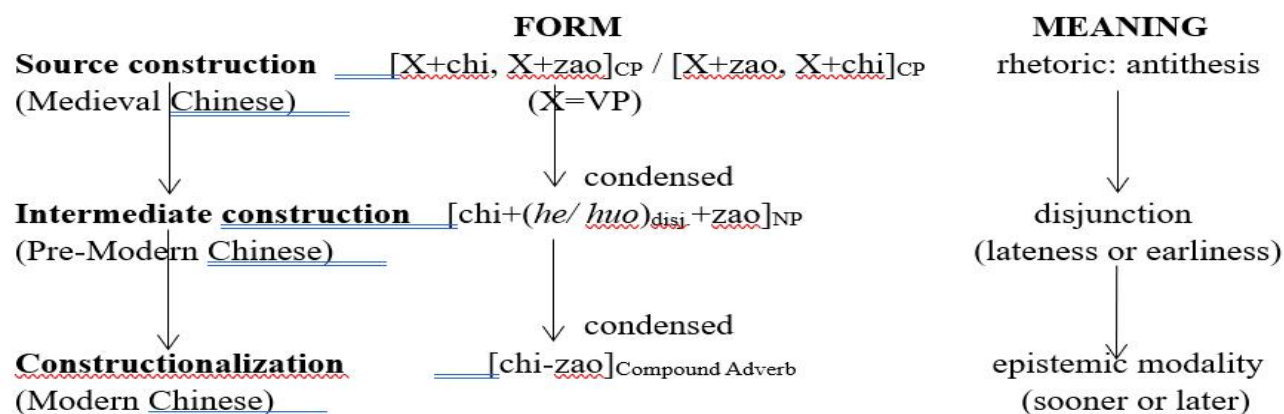 FORM MEANING
Source construction [X+chi, X+zao]CP / [X+zao, X+chi]CP rhetoric: antithesis
(Medieval Chinese) (X=VP)
condensed
Intermediate construction [chi+(he/ huo)disj.+zao]NP disjunction
(Pre-Modern Chinese) (lateness or earliness)
condensed
Constructionalization [chi-zao]Compound Adverb epistemic modality
(Modern Chinese) (sooner or later)